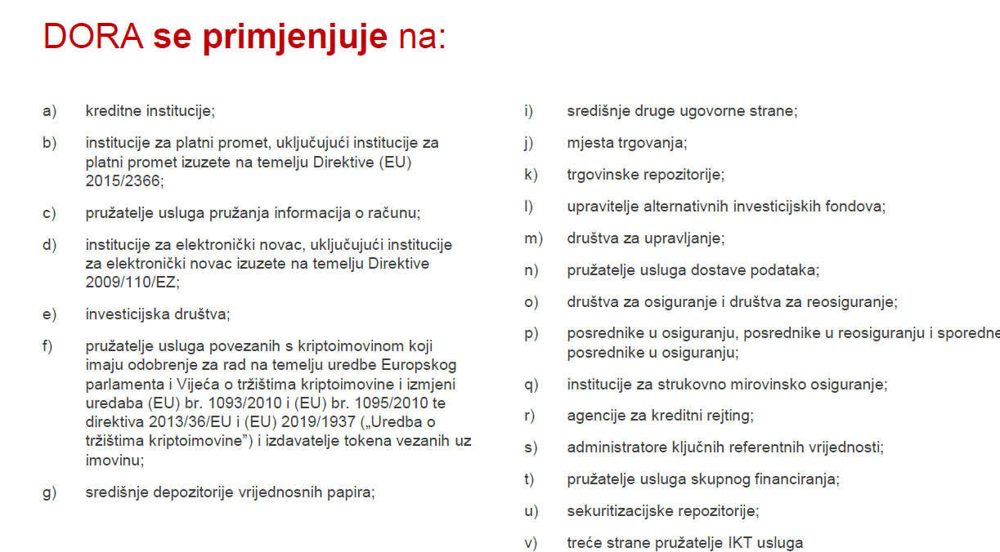 DORA se primjenjuje na:
a) kreditne institucije;
b) institucije za platni promet, uključujući institucije za
platni promet izuzete na temelju Direktive (EU)
2015/2366;
c) pružatelje usluga pružanja informacija o računu;
d) institucije za elektronički novac, uključujući institucije
za elektronički novac izuzete na temelju Direktive
2009/110/EZ;
e) investicijska društva;
f) pružatelje usluga povezanih s kriptoimovinom koji
imaju odobrenje za rad na temelju uredbe Europskog
parlamenta i Vijeća o tržištima kriptoimovine i izmjeni
uredaba (EU) br. 1093/2010 i (EU) br. 1095/2010 te
direktiva 2013/36/EU i (EU) 2019/1937 („Uredba o
tržištima kriptoimovine”) i izdavatelje tokena vezanih uz
imovinu;
g) središnje depozitorije vrijednosnih papira;
i) središnje druge ugovorne strane;
j) mjesta trgovanja;
k) trgovinske repozitorije;
l) upravitelje alternativnih investicijskih fondova;
m) društva za upravljanje;
n) pružatelje usluga dostave podataka;
o) društva za osiguranje i društva za reosiguranje;
p) posrednike u osiguranju, posrednike u reosiguranju i sporedne
posrednike u osiguranju;
q) institucije za strukovno mirovinsko osiguranje;
r) agencije za kreditni rejting;
s) administratore ključnih referentnih vrijednosti;
t) pružatelje usluga skupnog financiranja;
u) sekuritizacijske repozitorije;
v) treće strane pružatelje IKT usluga